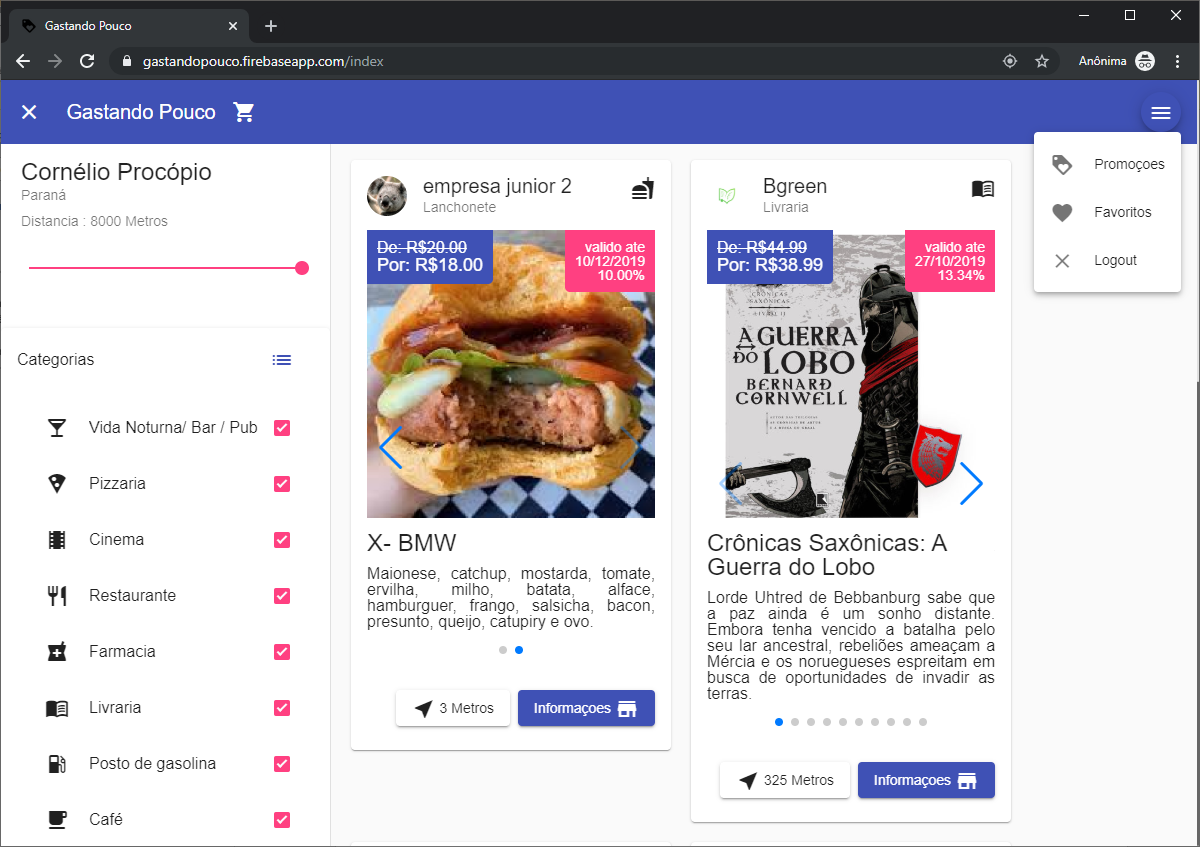 Gastando Pouco
gastandopouco.firebaseapp.com/index
Anônima
Gastando Pouco
Promoçoes
Favoritos
Logout
Cornélio Procópio
Paraná
Distancia : 8000 Metros
Categorias
Vida Noturna/ Bar / Pub
Pizzaria
Cinema
Restaurante
Farmacia
Livraria
Posto de gasolina
Café
empresa junior 2
Lanchonete
De: R$20.00
Por: R$18.00
valido ate
10/12/2019
10.00%
X- BMW
Maionese, catchup, mostarda, tomate,
ervilha, milho, batata, alface,
hamburguer, frango, salsicha, bacon,
presunto, queijo, catupiry e ovo.
3 Metros
Informaçoes
Bgreen
Livraria
De: R$44.99
Por: R$38.99
valido ate
27/10/2019
13.34%
CRÔNICAS
SAXÔNICAS
LIVRO II
A GUERRA
DO LOBO
BERNARD
CORNWELL
Crônicas Saxônicas: A
Guerra do Lobo
Lorde Uhtred de Bebbanburg sabe que
a paz ainda é um sonho distante.
Embora tenha vencido a batalha pelo
seu lar ancestral, rebeliões ameaçam a
Mércia e os noruegueses espreitam em
busca de oportunidades de invadir as
terras.
325 Metros
Informaçoes